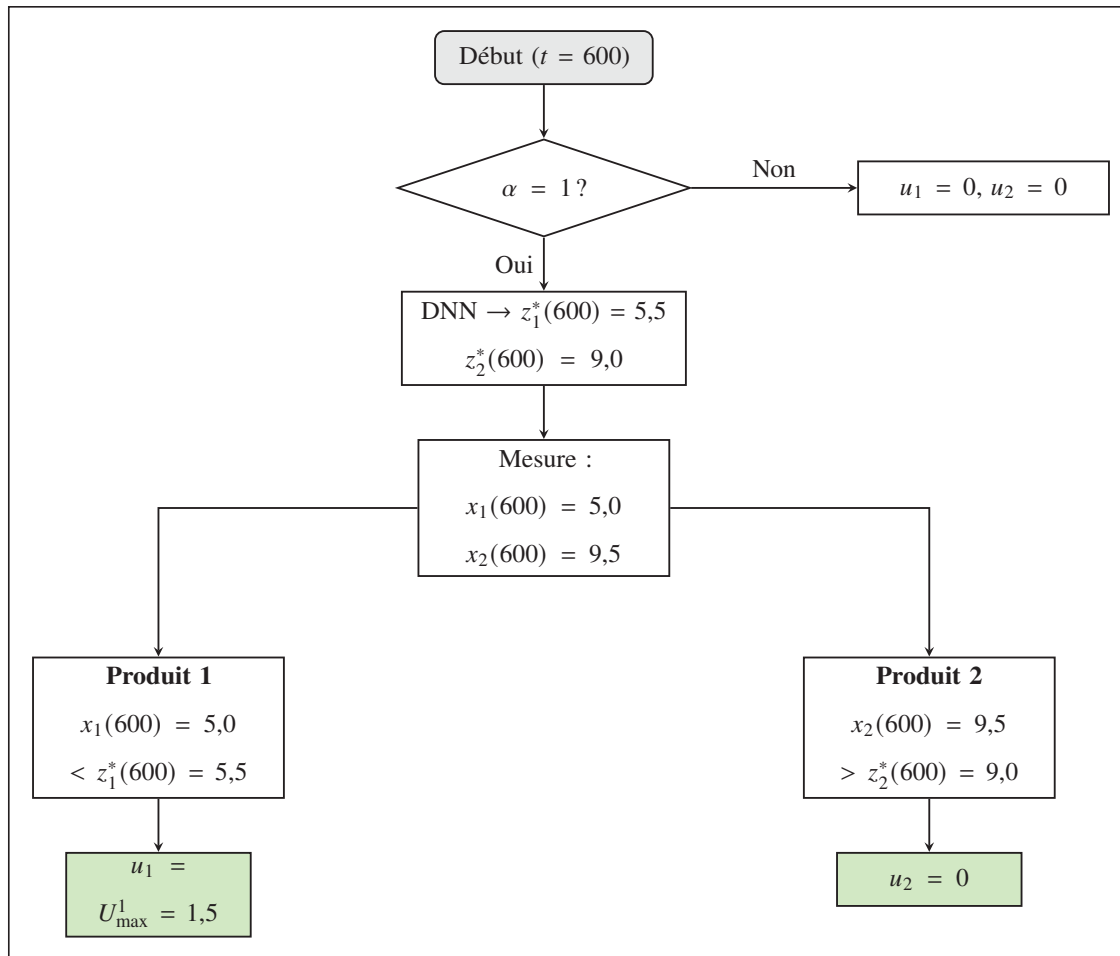 Début (t = 600)
α = 1 ?
Non
u₁ = 0, u₂ = 0
Oui
DNN → z₁*(600) = 5,5
z₂*(600) = 9,0
Mesure :
x₁(600) = 5,0
x₂(600) = 9,5
Produit 1
x₁(600) = 5,0
< z₁*(600) = 5,5
Produit 2
x₂(600) = 9,5
> z₂*(600) = 9,0
u₁ =
U¹max = 1,5
u₂ = 0